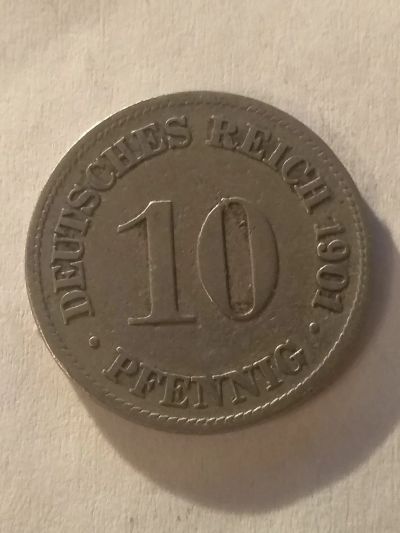 DEUTSCHES REICH 1901
10
• PFENNIG •